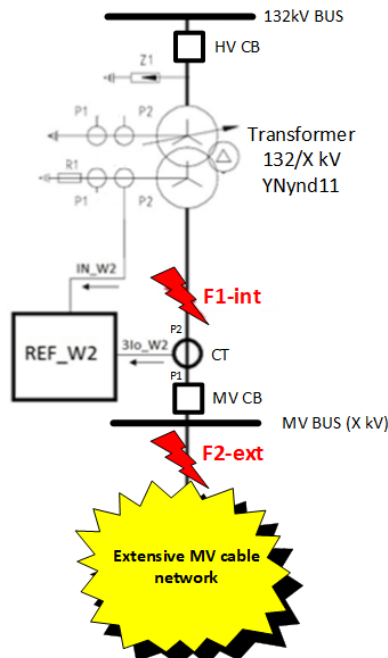 132kV BUS
HV CB
Z1
P1
P2
Transformer
132/X kV
YNynd11
R1
P1
P2
IN_W2
F1-int
P2
REF_W2
3Io_W2
CT
P1
MV CB
MV BUS (X kV)
F2-ext
Extensive MV cable
network